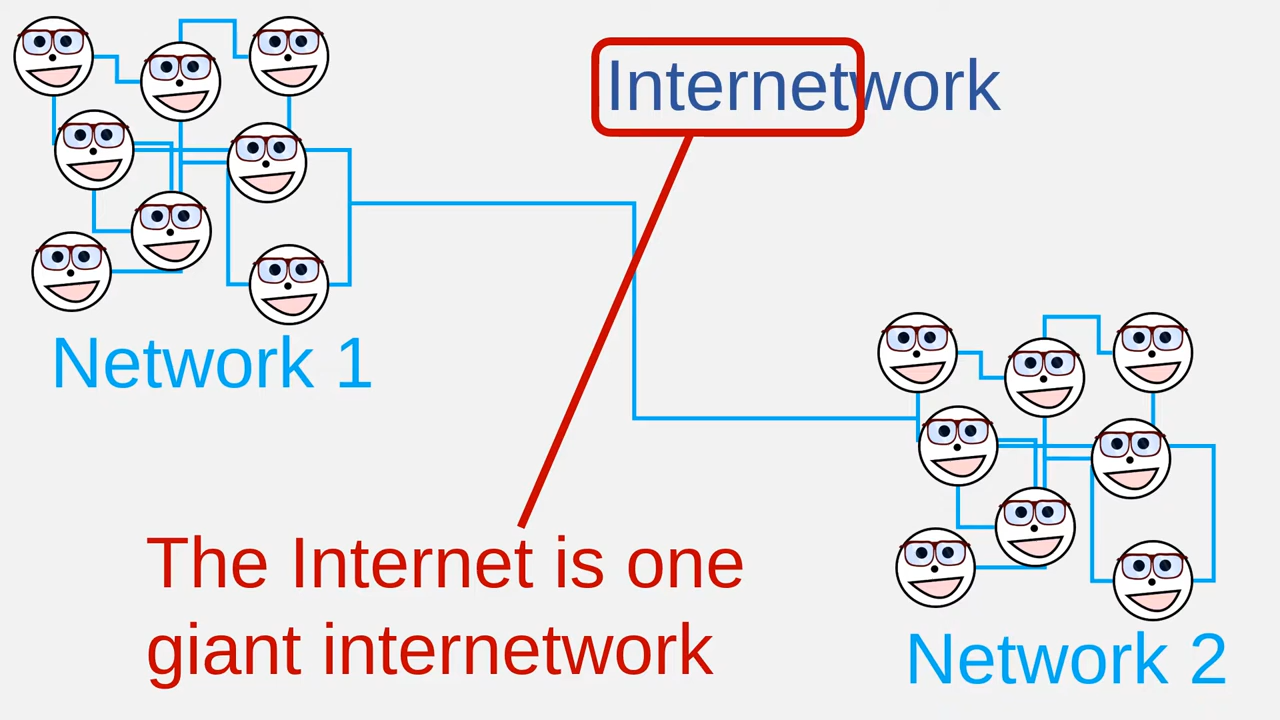 Internetwork
Network 1
The Internet is one
giant internetwork
Network 2